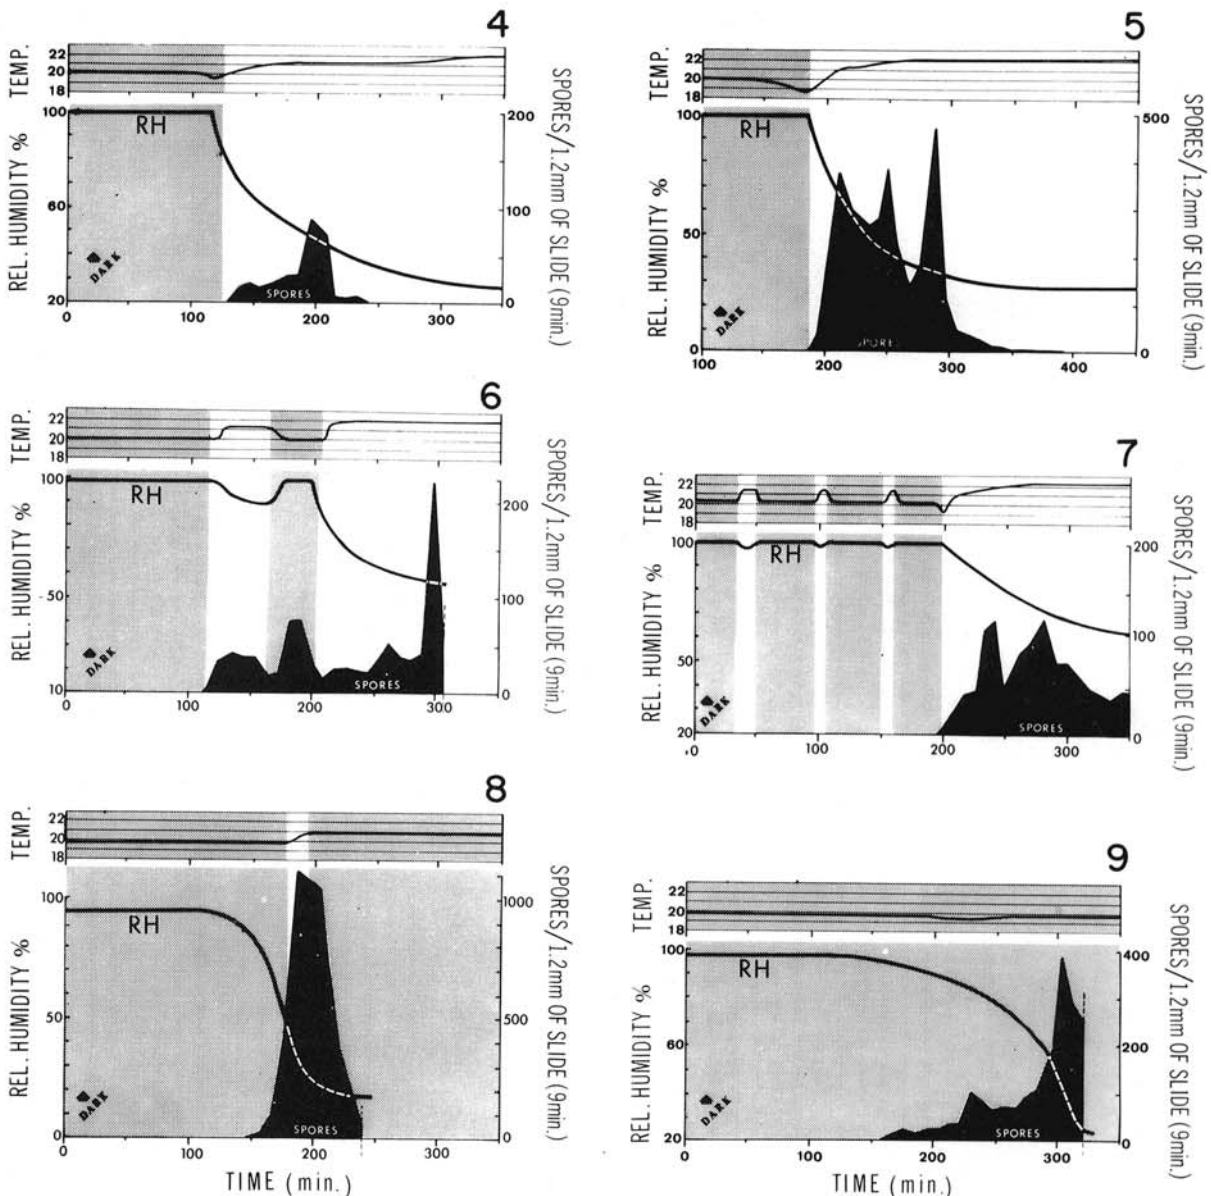 4
TEMP.
22
20
18
REL. HUMIDITY %
100
60
20
RH
DARK
SPORES
200
100
0
SPORES/1.2mm OF SLIDE (9min.)
0
100
200
300
5
TEMP
22
20
18
REL. HUMIDITY %
100
50
0
RH
DARK
SPORES
500
0
SPORES/1.2mm OF SLIDE (9min.)
100
200
300
400
6
TEMP.
22
20
18
REL. HUMIDITY %
100
50
10
RH
DARK
SPORES
200
100
0
SPORES/1.2mm OF SLIDE (9min.)
0
100
200
300
7
TEMP.
22
20
18
REL. HUMIDITY %
100
50
20
RH
DARK
SPORES
200
100
0
SPORES/1.2mm OF SLIDE (9min.)
0
100
200
300
8
TEMP.
22
20
18
REL. HUMIDITY %
100
50
0
RH
DARK
SPORES
1000
500
0
SPORES/1.2mm OF SLIDE (9min.)
0
100
200
300
TIME (min.)
9
TEMP.
22
20
18
REL. HUMIDITY %
100
80
60
40
20
RH
DARK
SPORES
400
200
0
SPORES/1.2mm OF SLIDE (9min.)
0
100
200
300
TIME (min.)